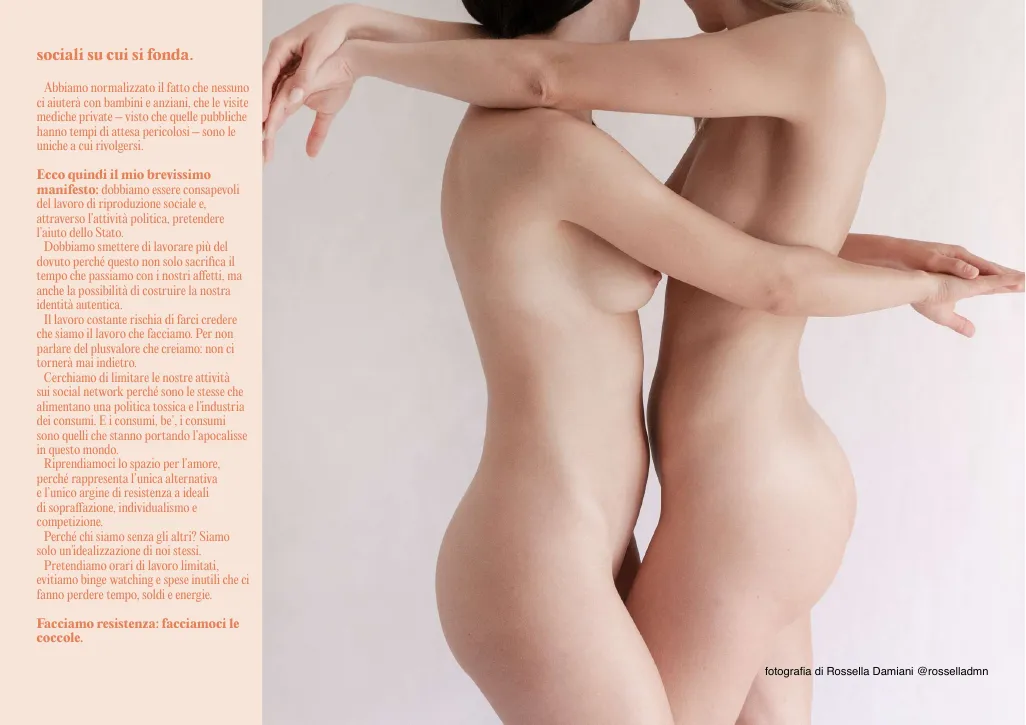 sociali su cui si fonda.
Abbiamo normalizzato il fatto che nessuno
ci aiuterà con bambini e anziani, che le visite
mediche private – visto che quelle pubbliche
hanno tempi di attesa pericolosi – sono le
uniche a cui rivolgersi.
Ecco quindi il mio brevissimo
manifesto: dobbiamo essere consapevoli
del lavoro di riproduzione sociale e,
attraverso l'attività politica, pretendere
l'aiuto dello Stato.
Dobbiamo smettere di lavorare più del
dovuto perché questo non solo sacrifica il
tempo che passiamo con i nostri affetti, ma
anche la possibilità di costruire la nostra
identità autentica.
Il lavoro costante rischia di farci credere
che siamo il lavoro che facciamo. Per non
parlare del plusvalore che creiamo: non ci
tornerà mai indietro.
Cerchiamo di limitare le nostre attività
sui social network perché sono le stesse che
alimentano una politica tossica e l'industria
dei consumi. E i consumi, be', i consumi
sono quelli che stanno portando l'apocalisse
in questo mondo.
Riprendiamoci lo spazio per l'amore,
perché rappresenta l'unica alternativa
e l'unico argine di resistenza a ideali
di sopraffazione, individualismo e
competizione.
Perché chi siamo senza gli altri? Siamo
solo un'idealizzazione di noi stessi.
Pretendiamo orari di lavoro limitati,
evitiamo binge watching e spese inutili che ci
fanno perdere tempo, soldi e energie.
Facciamo resistenza: facciamoci le
coccole.
fotografia di Rossella Damiani @rosselladmn